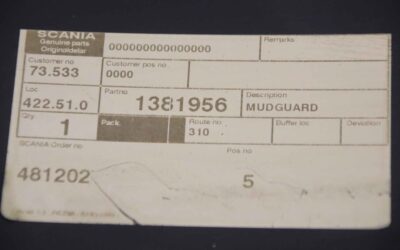 SCANIA
Genuine parts
Originaldelar
000000000000000
Remarks
Customer no
73.533
Customer pos no
0000
Loc
422.51.0
Partno
1381956
Description
MUDGUARD
Qty
1
Pack.
Route no
310
Buffer loc
Deviation
SCANIA Order no
481202
Pos no
5